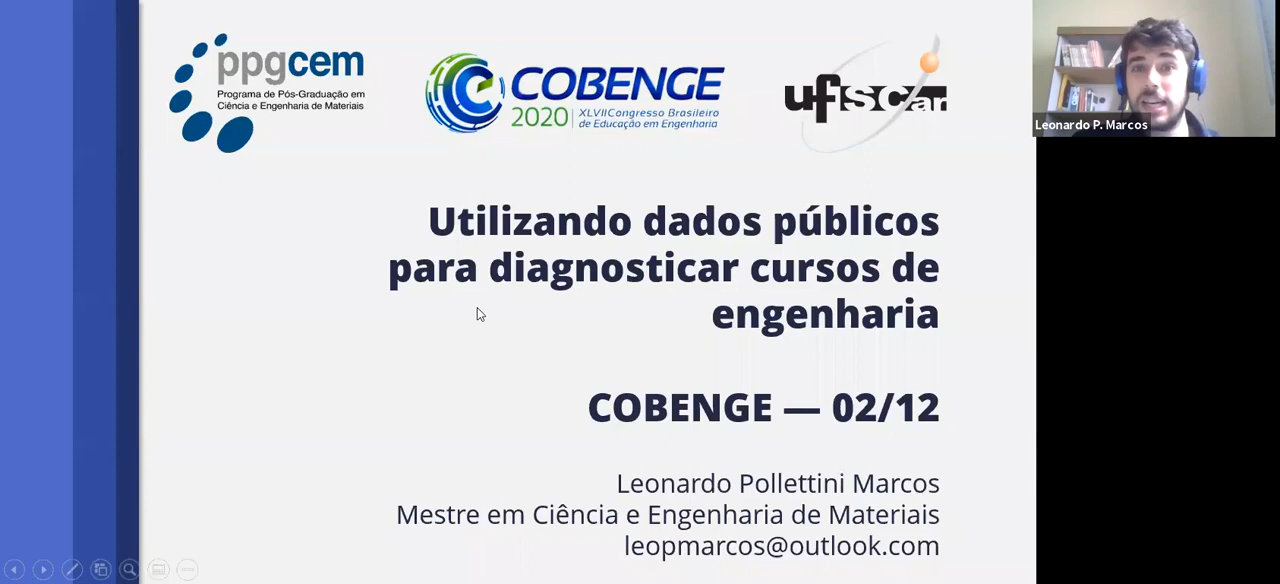 ppgcem
Programa de Pós-Graduação em
Ciência e Engenharia de Materiais
COBENGE
2020
XLVIICongresso Brasileiro
de Educação em Engenharia
ufscar
Leonardo P. Marcos
Utilizando dados públicos
para diagnosticar cursos de
engenharia
COBENGE — 02/12
Leonardo Pollettini Marcos
Mestre em Ciência e Engenharia de Materiais
leopmarcos@outlook.com